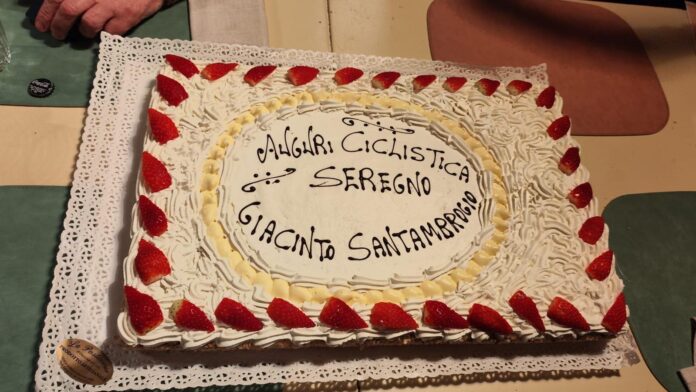 AUGURI CICLISTICA
SEREGNO
GIACINTO SANTAMBROGIO